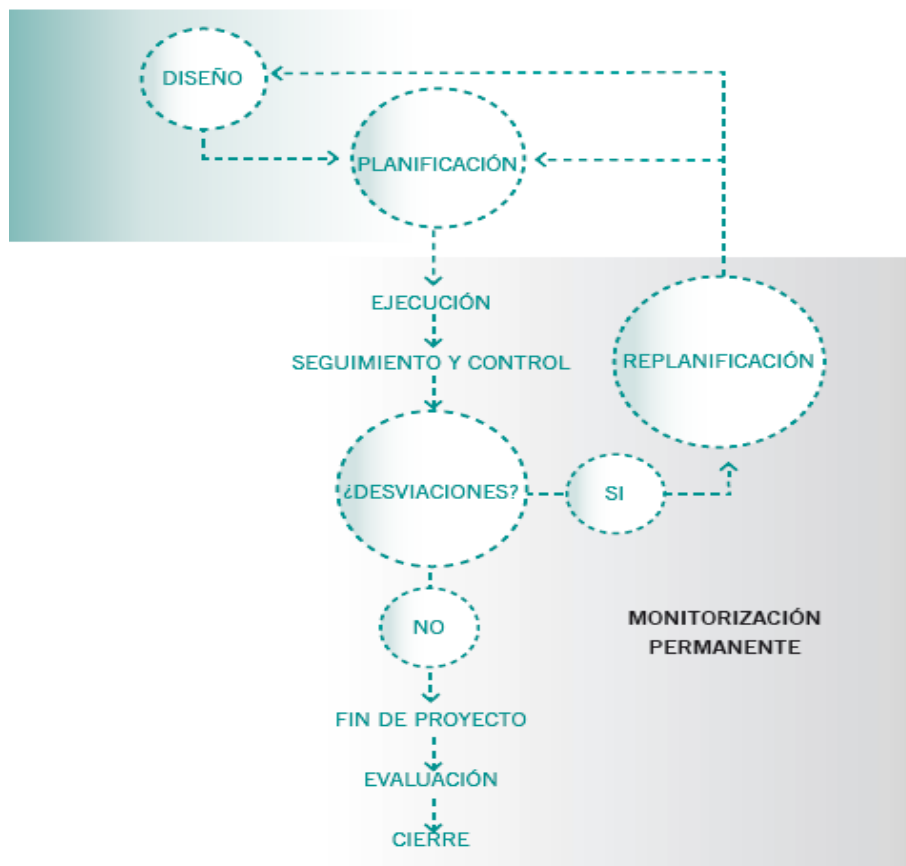 DISEÑO
PLANIFICACIÓN
EJECUCIÓN
SEGUIMIENTO Y CONTROL
REPLANIFICACIÓN
¿DESVIACIONES?
SI
NO
MONITORIZACIÓN
PERMANENTE
FIN DE PROYECTO
EVALUACIÓN
CIERRE